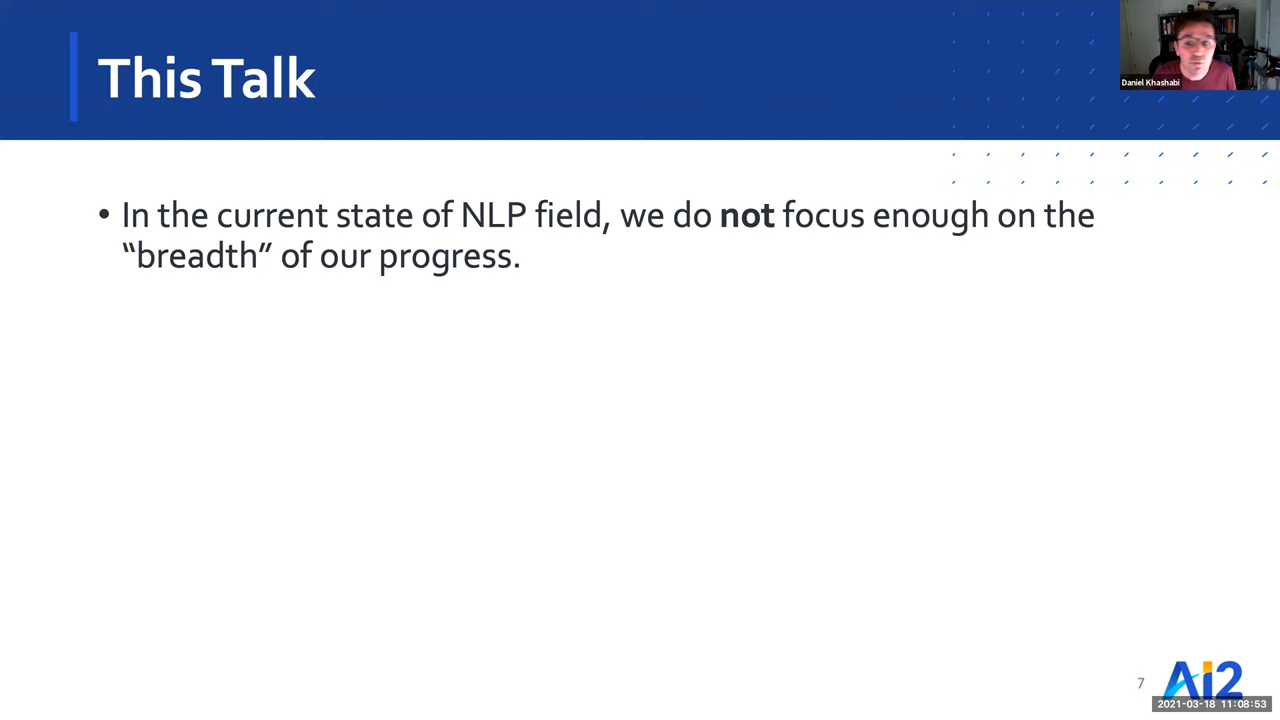 This Talk
Daniel Khashabi
• In the current state of NLP field, we do not focus enough on the
“breadth” of our progress.
7
Ai2
2021-03-18 11:08:53